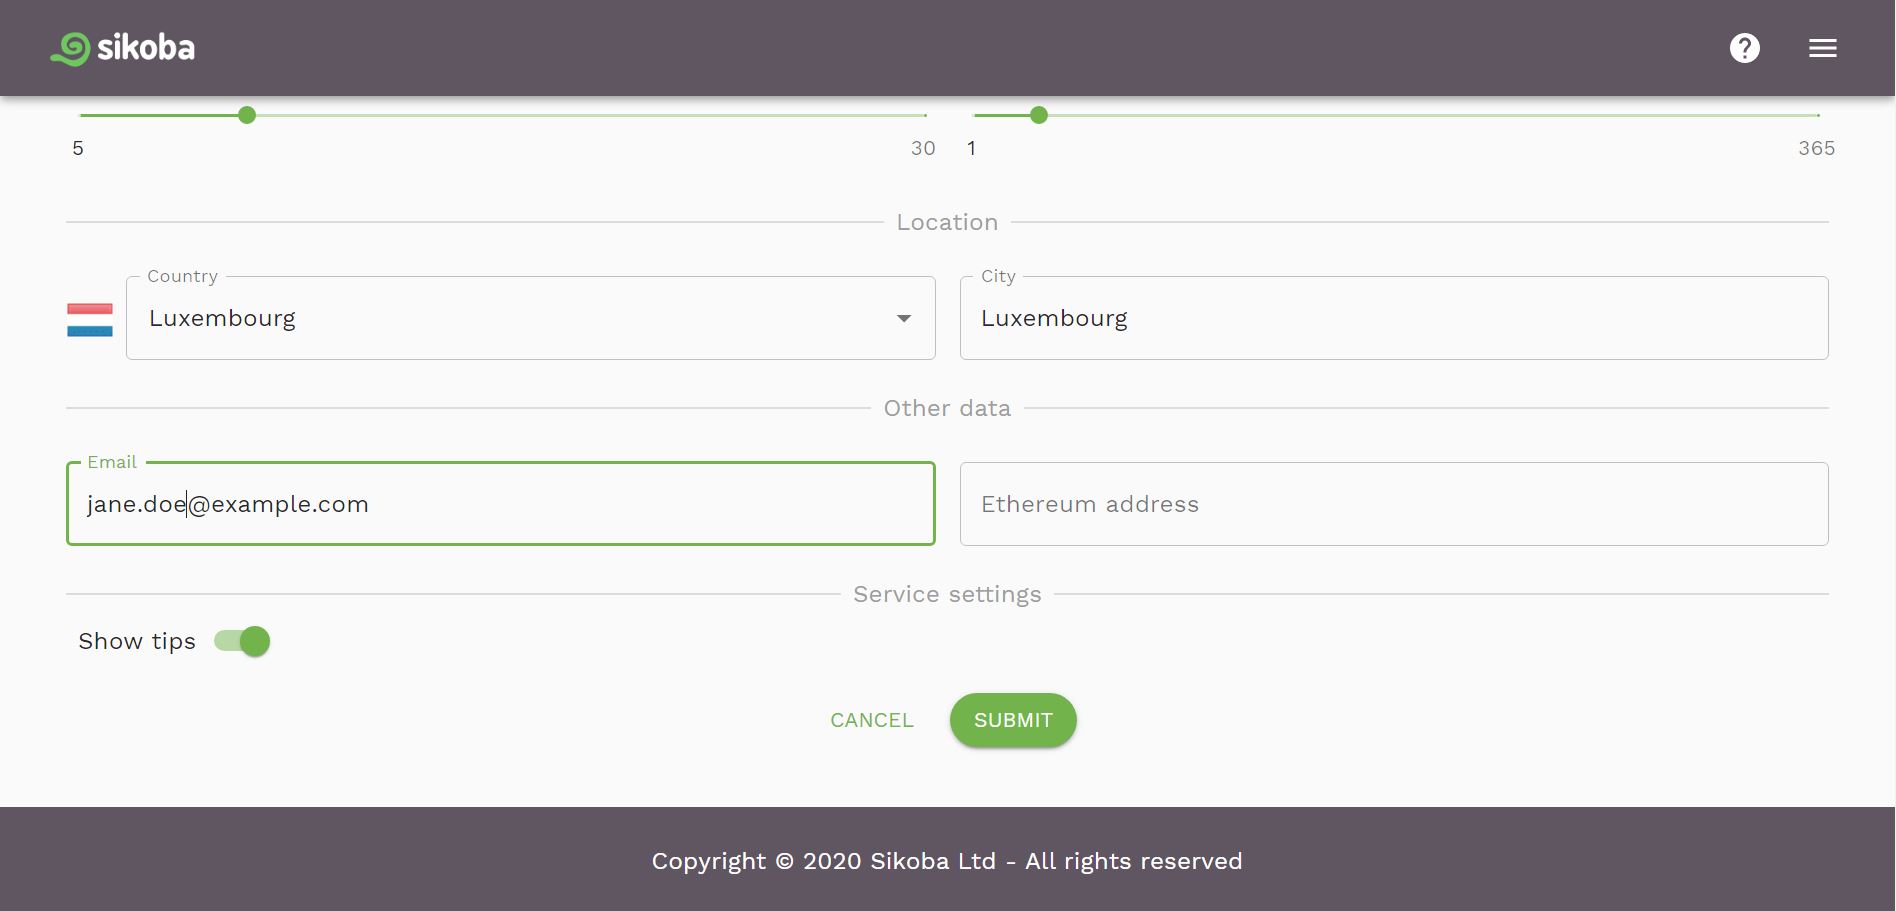 sikoba
5 30 1 365
Location
Country City
Luxembourg Luxembourg
Other data
Email
jane.doe@example.com Ethereum address
Service settings
Show tips
CANCEL SUBMIT
Copyright © 2020 Sikoba Ltd - All rights reserved